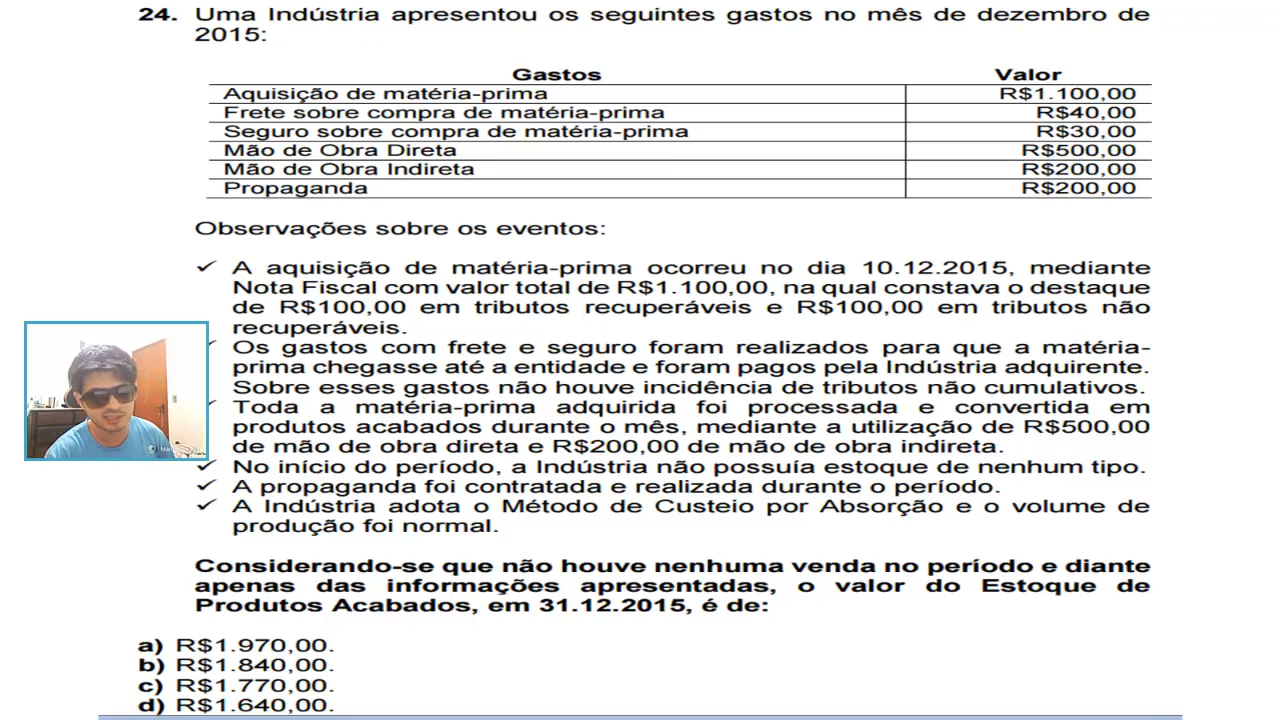 24. Uma Indústria apresentou os seguintes gastos no mês de dezembro de
2015:
Gastos Valor
Aquisição de matéria-prima R$1.100,00
Frete sobre compra de matéria-prima R$40,00
Seguro sobre compra de matéria-prima R$30,00
Mão de Obra Direta R$500,00
Mão de Obra Indireta R$200,00
Propaganda R$200,00
Observações sobre os eventos:
✓ A aquisição de matéria-prima ocorreu no dia 10.12.2015, mediante
Nota Fiscal com valor total de R$1.100,00, na qual constava o destaque
de R$100,00 em tributos recuperáveis e R$100,00 em tributos não
recuperáveis.
✓ Os gastos com frete e seguro foram realizados para que a matéria-
prima chegasse até a entidade e foram pagos pela Indústria adquirente.
Sobre esses gastos não houve incidência de tributos não cumulativos.
✓ Toda a matéria-prima adquirida foi processada e convertida em
produtos acabados durante o mês, mediante a utilização de R$500,00
de mão de obra direta e R$200,00 de mão de obra indireta.
✓ No início do período, a Indústria não possuía estoque de nenhum tipo.
✓ A propaganda foi contratada e realizada durante o período.
✓ A Indústria adota o Método de Custeio por Absorção e o volume de
produção foi normal.
Considerando-se que não houve nenhuma venda no período e diante
apenas das informações apresentadas, o valor do Estoque de
Produtos Acabados, em 31.12.2015, é de:
a) R$1.970,00.
b) R$1.840,00.
c) R$1.770,00.
d) R$1.640,00.